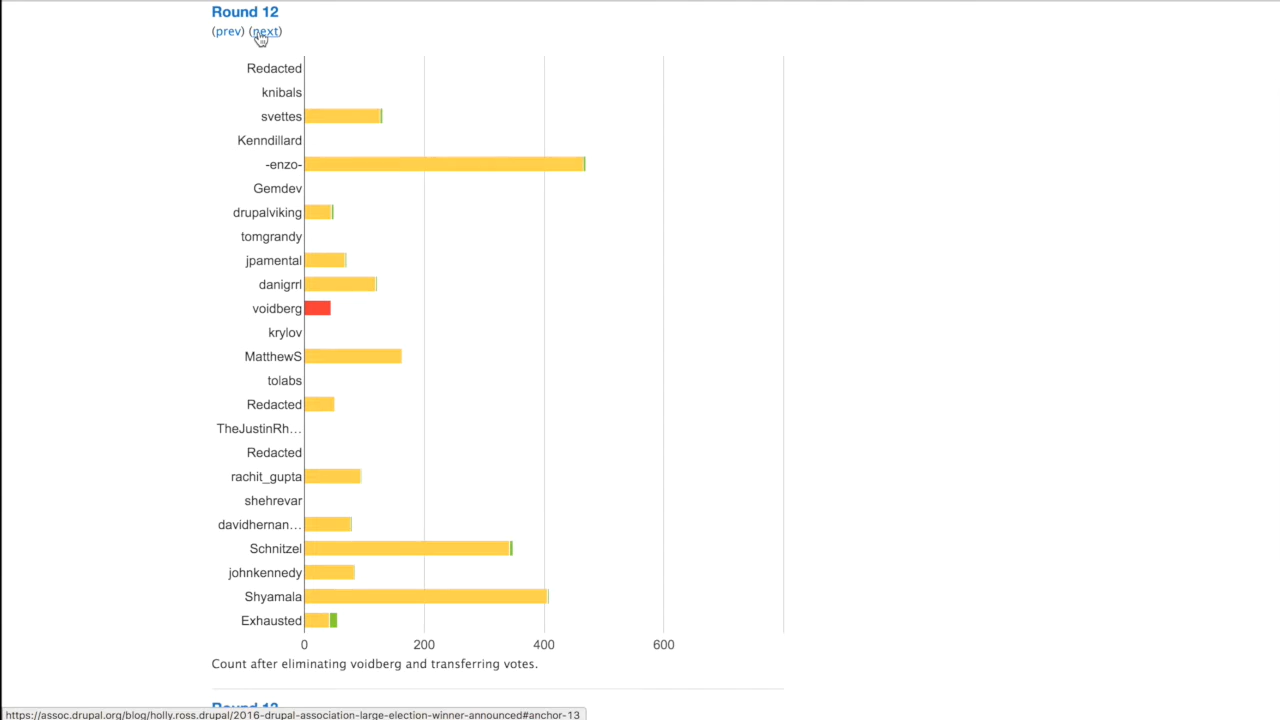 Round 12
(prev) (next)
Redacted
knibals
svettes
Kenndillard
-enzo-
Gemdev
drupalviking
tomgrandy
jpamental
danigrrl
voidberg
krylov
MatthewS
tolabs
Redacted
TheJustinRh…
Redacted
rachit_gupta
shehrevar
davidhernan…
Schnitzel
johnkennedy
Shyamala
Exhausted
0 200 400 600
Count after eliminating voidberg and transferring votes.
Round 13
https://assoc.drupal.org/blog/holly.ross.drupal/2016-drupal-association-large-election-winner-announced#anchor-13